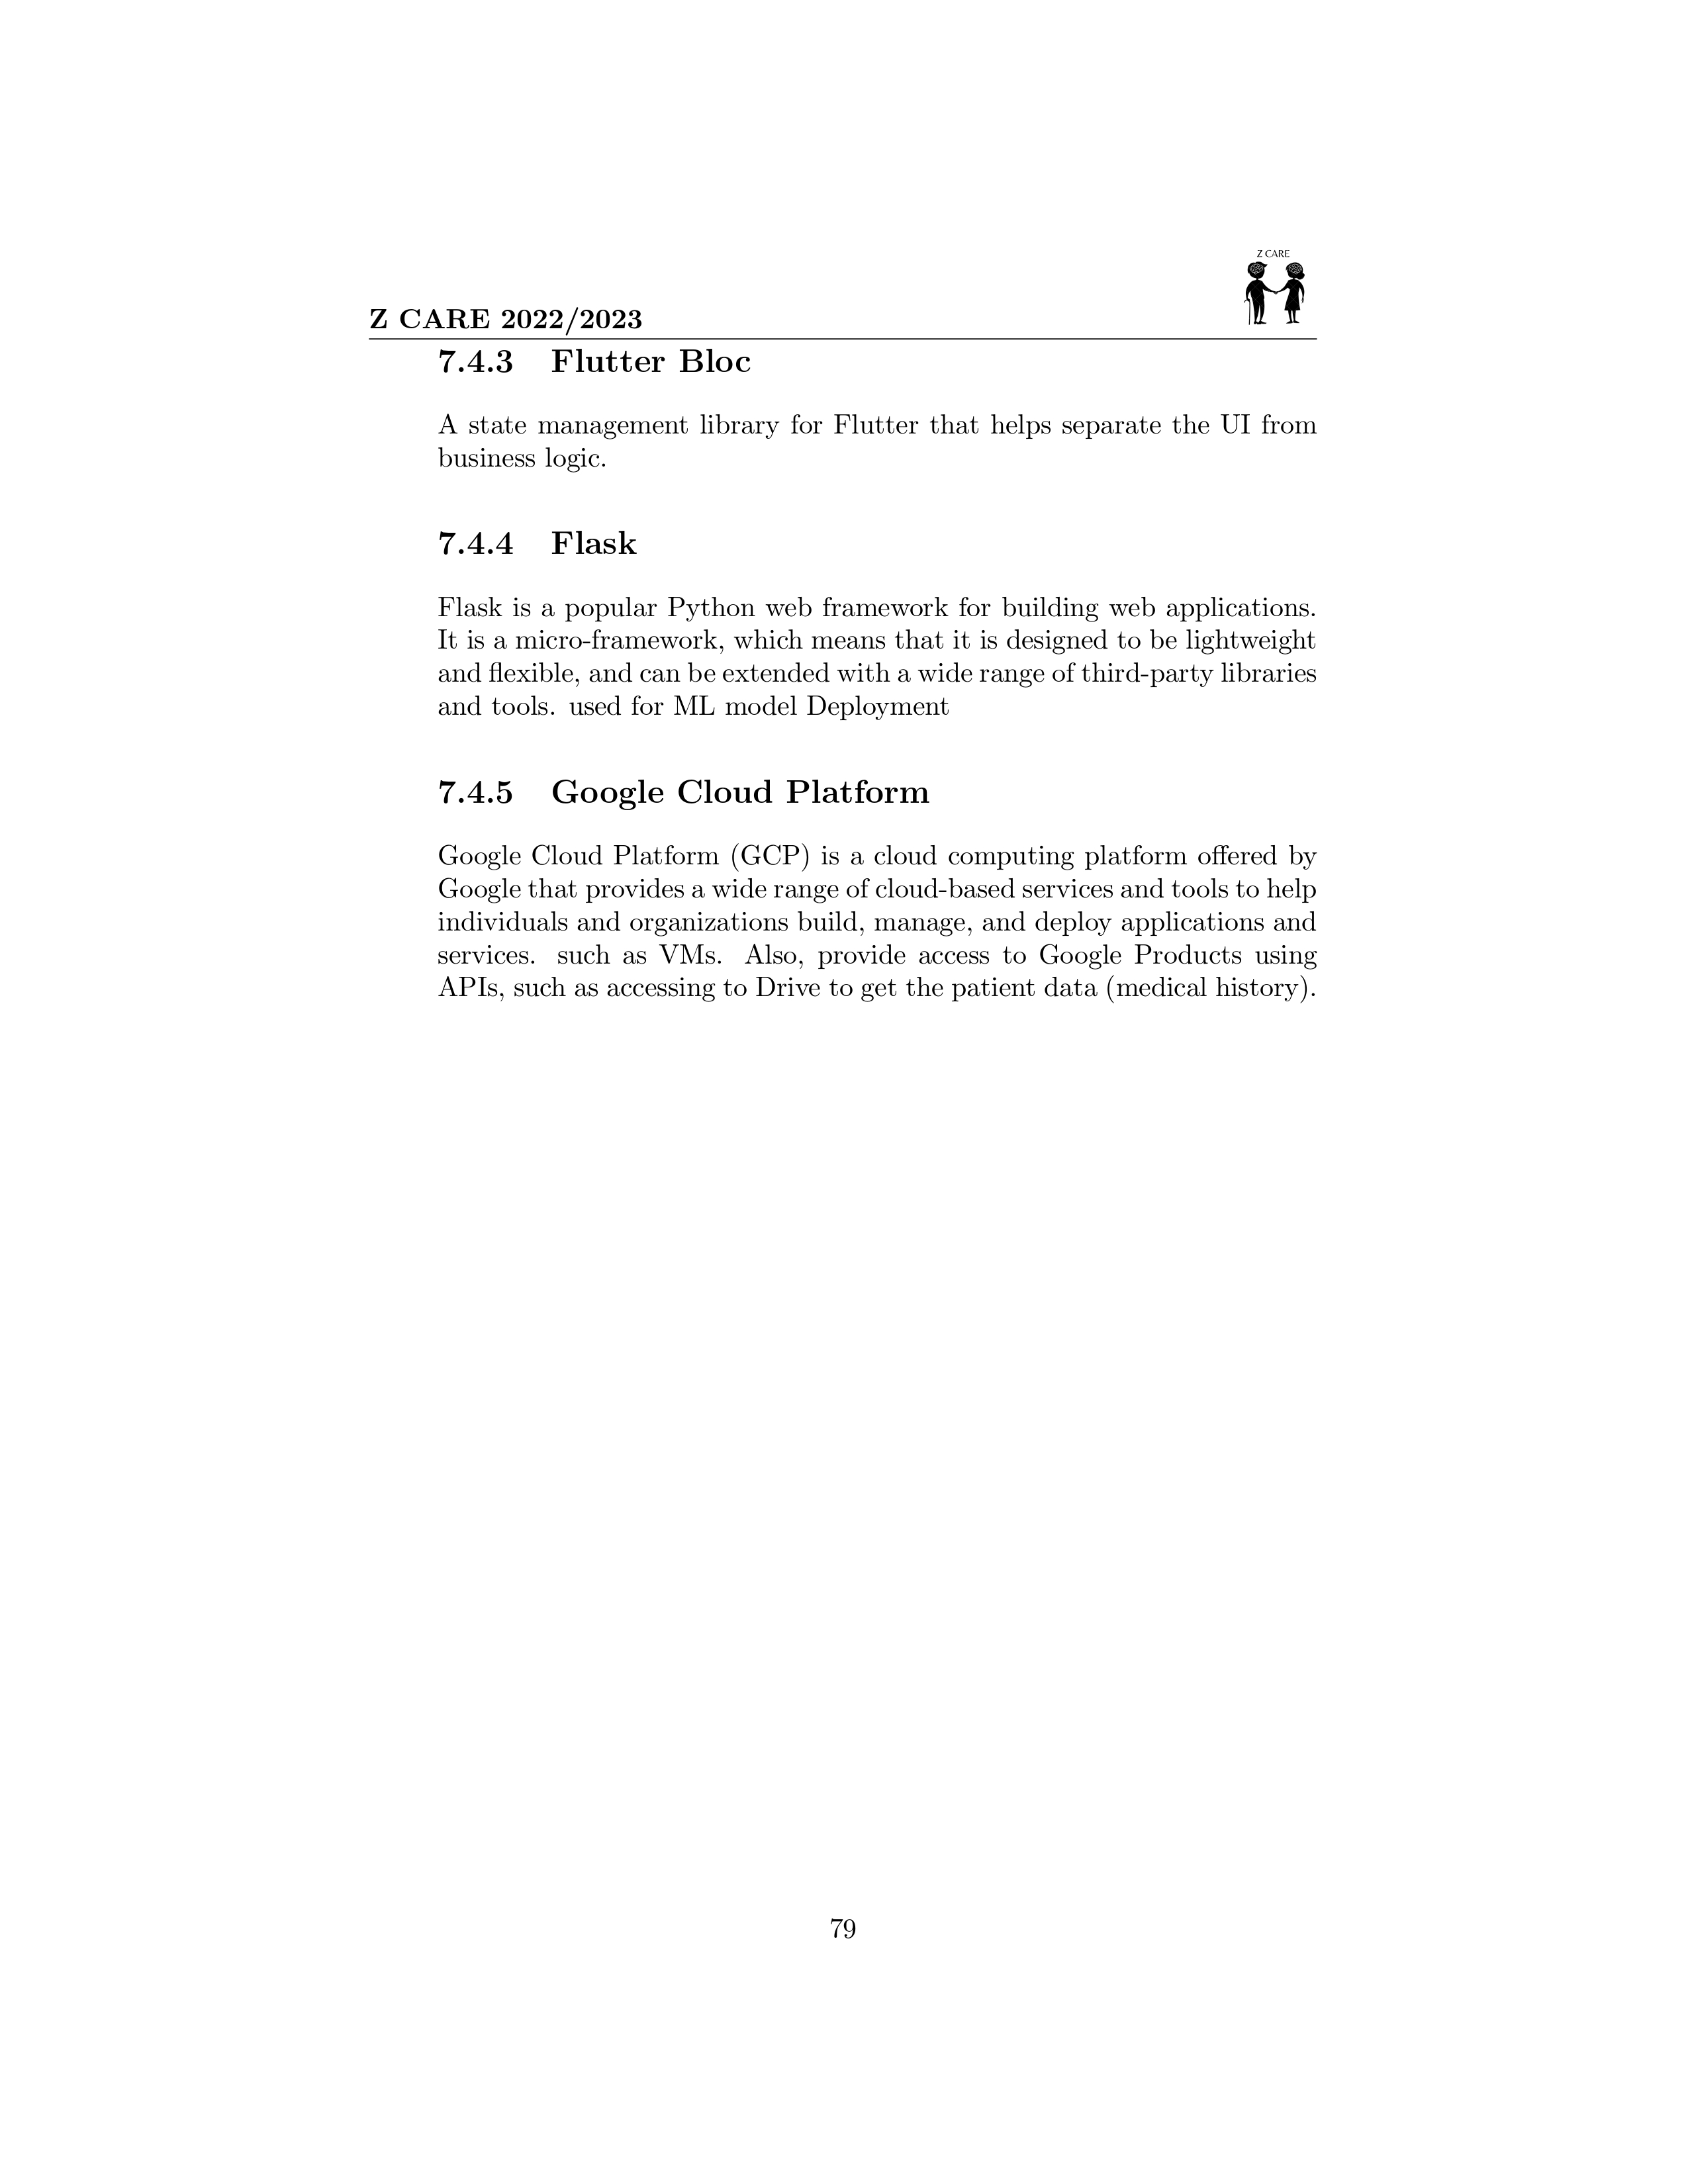 Z CARE
Z CARE 2022/2023
7.4.3 Flutter Bloc
A state management library for Flutter that helps separate the UI from
business logic.
7.4.4 Flask
Flask is a popular Python web framework for building web applications.
It is a micro-framework, which means that it is designed to be lightweight
and flexible, and can be extended with a wide range of third-party libraries
and tools. used for ML model Deployment
7.4.5 Google Cloud Platform
Google Cloud Platform (GCP) is a cloud computing platform offered by
Google that provides a wide range of cloud-based services and tools to help
individuals and organizations build, manage, and deploy applications and
services. such as VMs. Also, provide access to Google Products using
APIs, such as accessing to Drive to get the patient data (medical history).
79